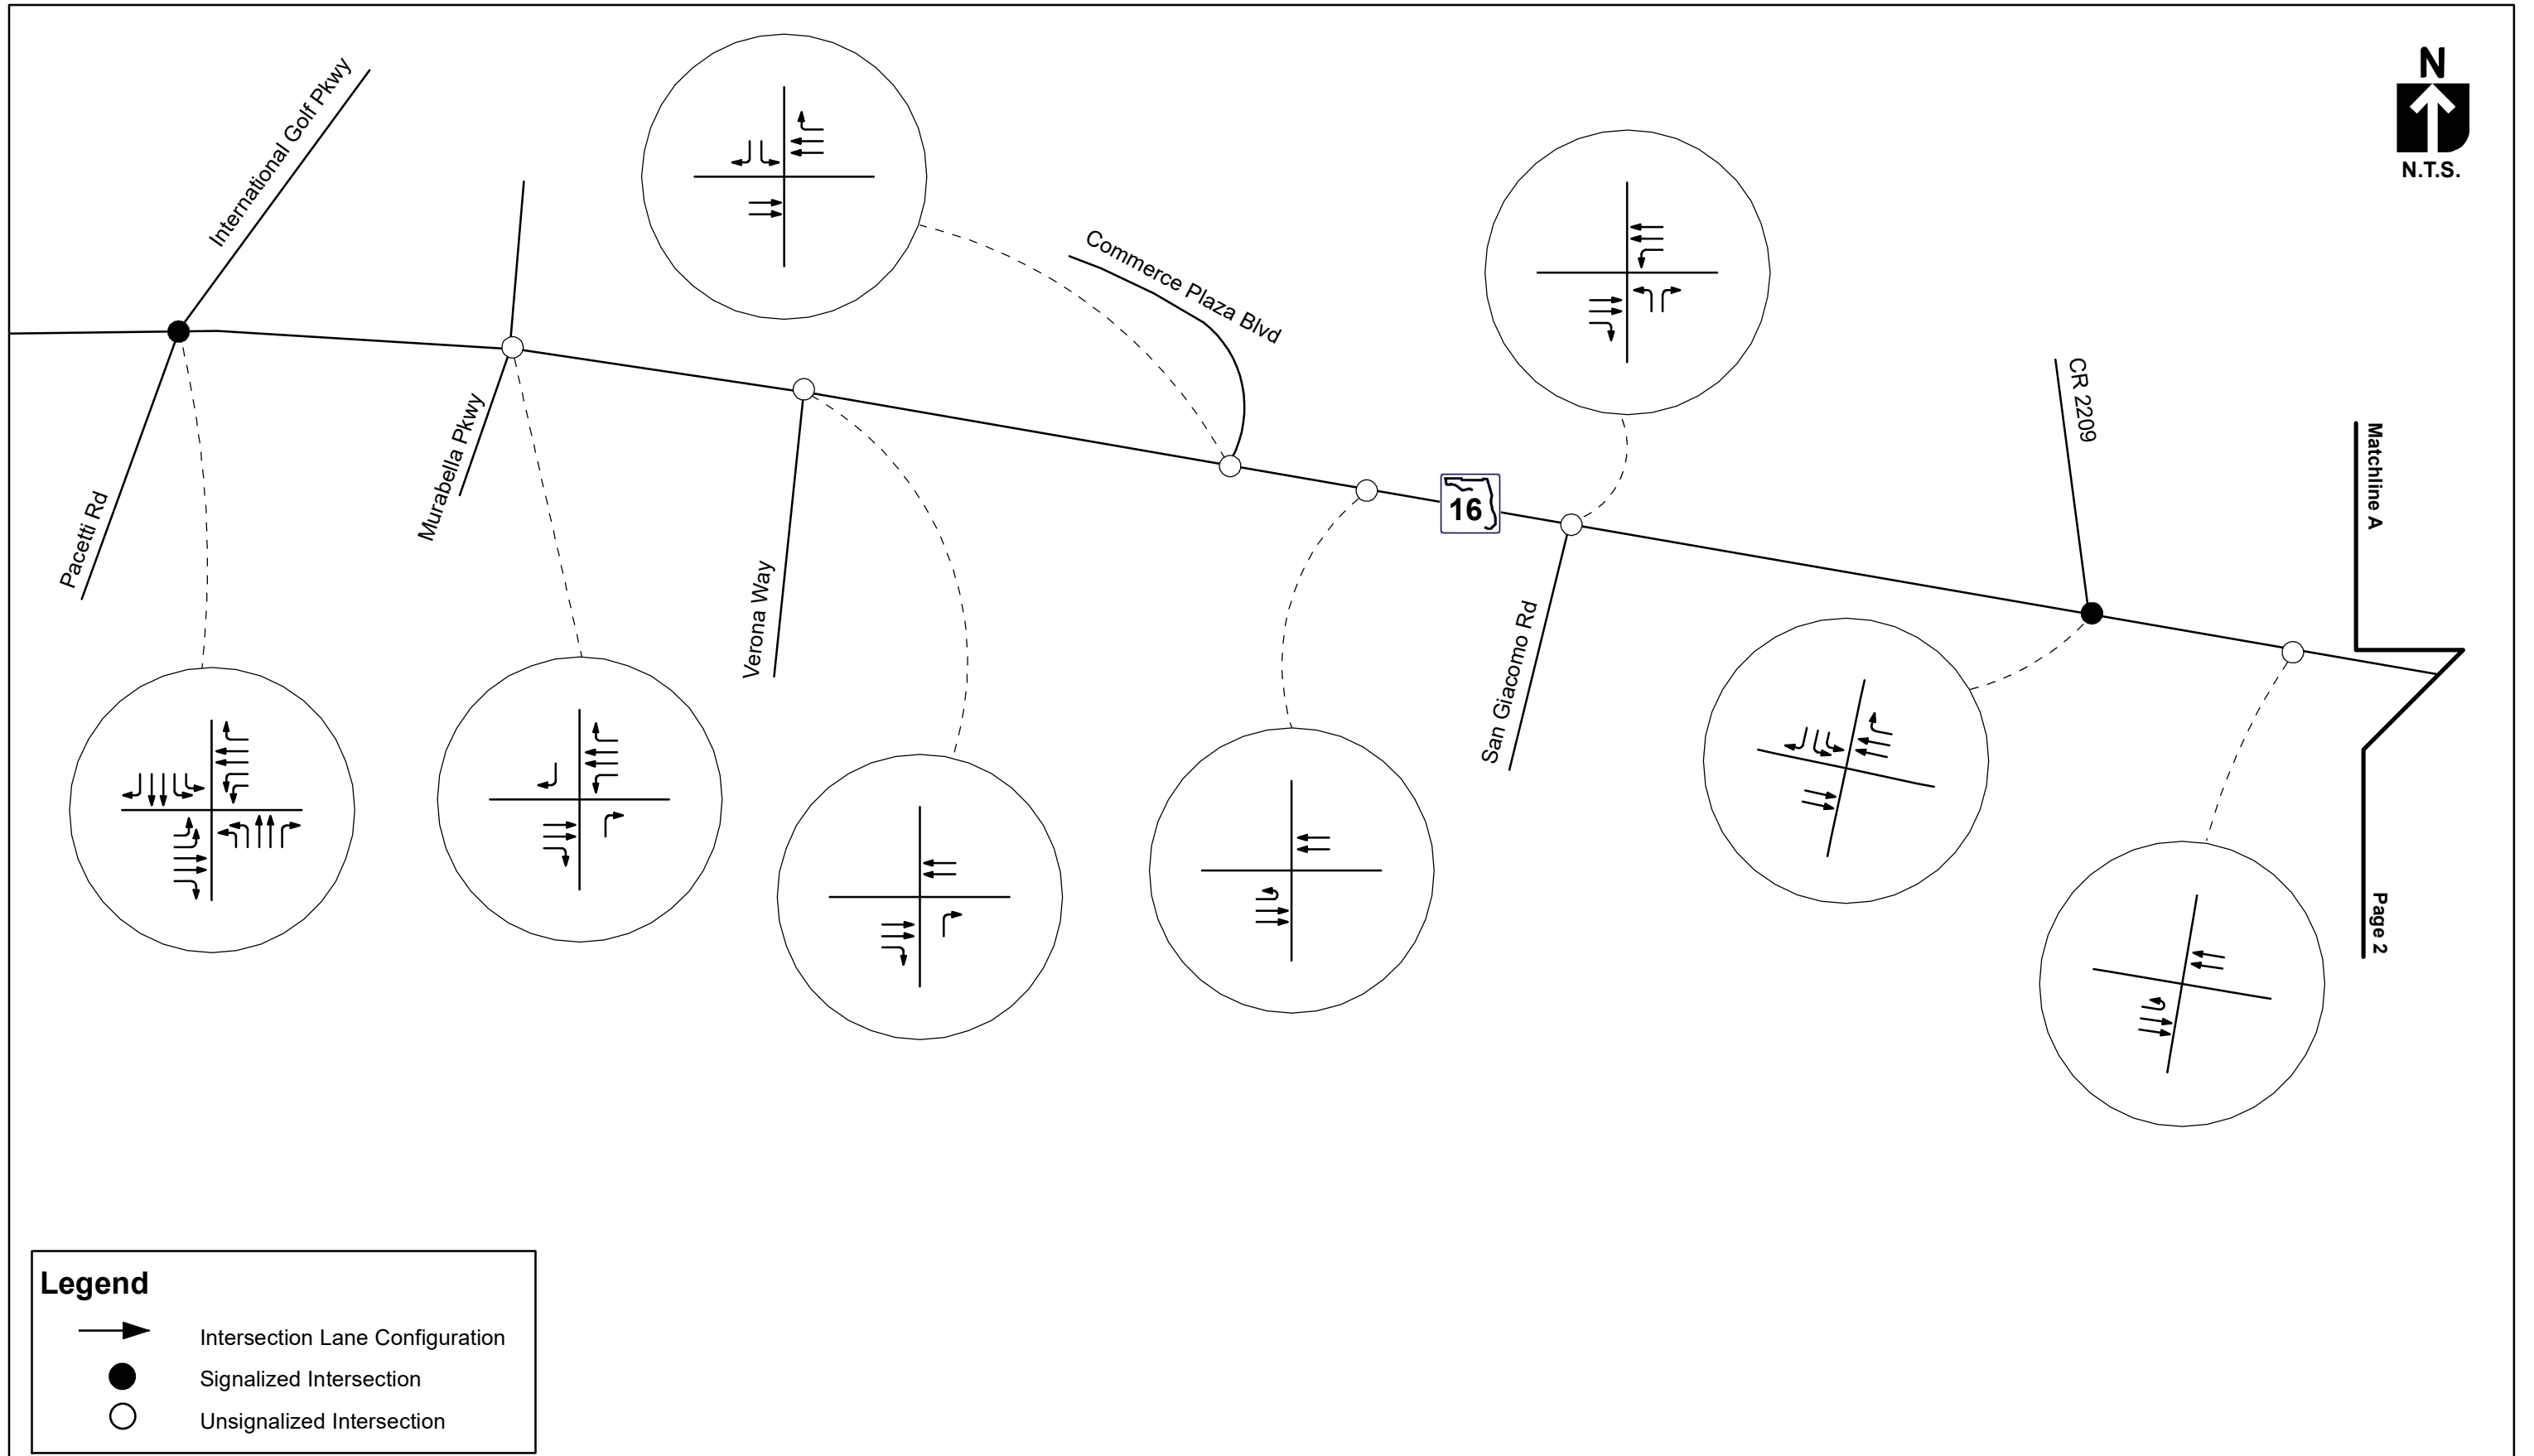 N
N.T.S.
International Golf Pkwy
Pacetti Rd
Murabella Pkwy
Verona Way
Commerce Plaza Blvd
16
San Giacomo Rd
CR 2209
Matchline A
Page 2
Legend
Intersection Lane Configuration
Signalized Intersection
Unsignalized Intersection